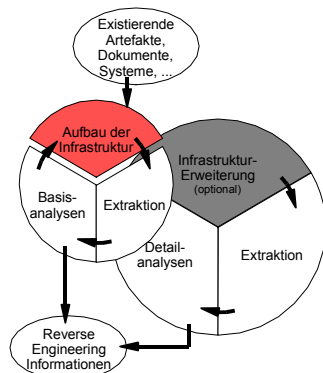 Existierende
Artefakte,
Dokumente,
Systeme, ...
Aufbau der
Infrastruktur
Infrastruktur-
Erweiterung
(optional)
Basis-
analysen
Extraktion
Detail-
analysen
Extraktion
Reverse
Engineering
Informationen